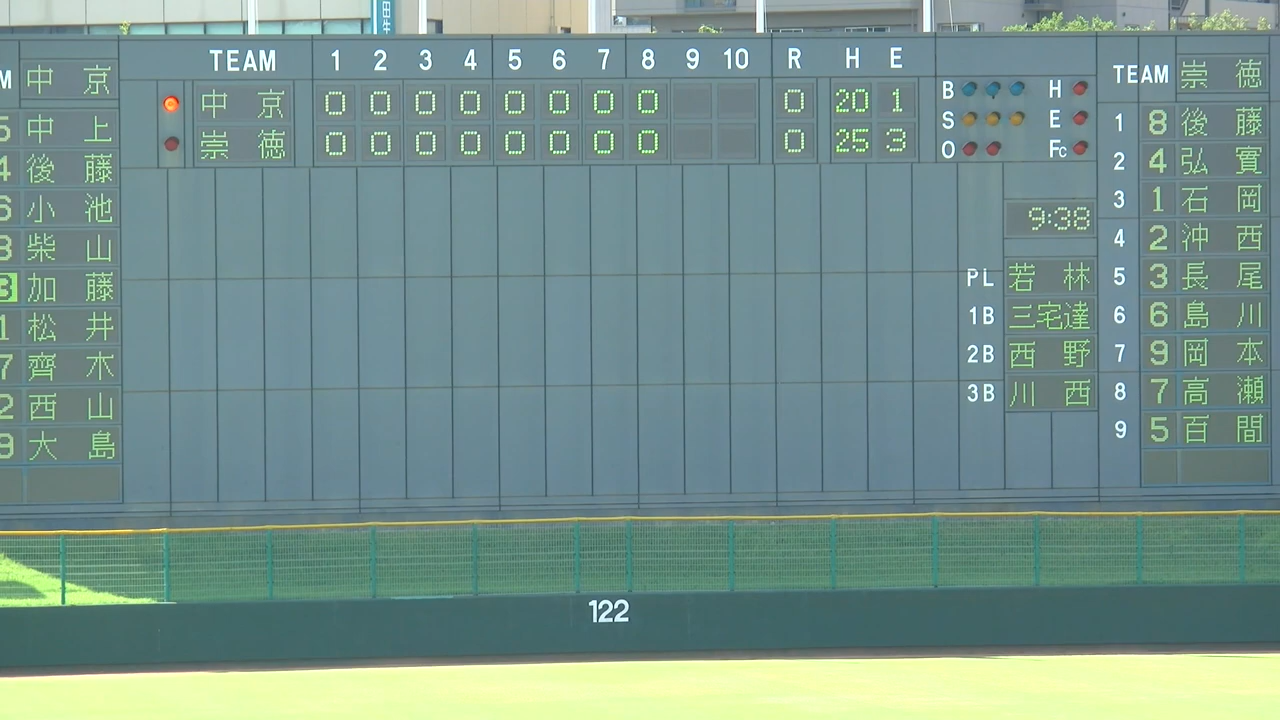 田生
M 中京
5 中上
4 後藤
6 小池
8 柴山
3 加藤
1 松井
7 齊木
2 西山
9 大島
TEAM 1 2 3 4 5 6 7 8 9 10 R H E
中京 0 0 0 0 0 0 0 0 0 20 1
崇徳 0 0 0 0 0 0 0 0 0 25 3
B H
S E
O Fc
9:38
PL 若林
1B 三宅達
2B 西野
3B 川西
TEAM 崇徳
1 8 後藤
2 4 弘實
3 1 石岡
4 2 沖西
5 3 長尾
6 6 島川
7 9 岡本
8 7 高瀬
9 5 百間
122